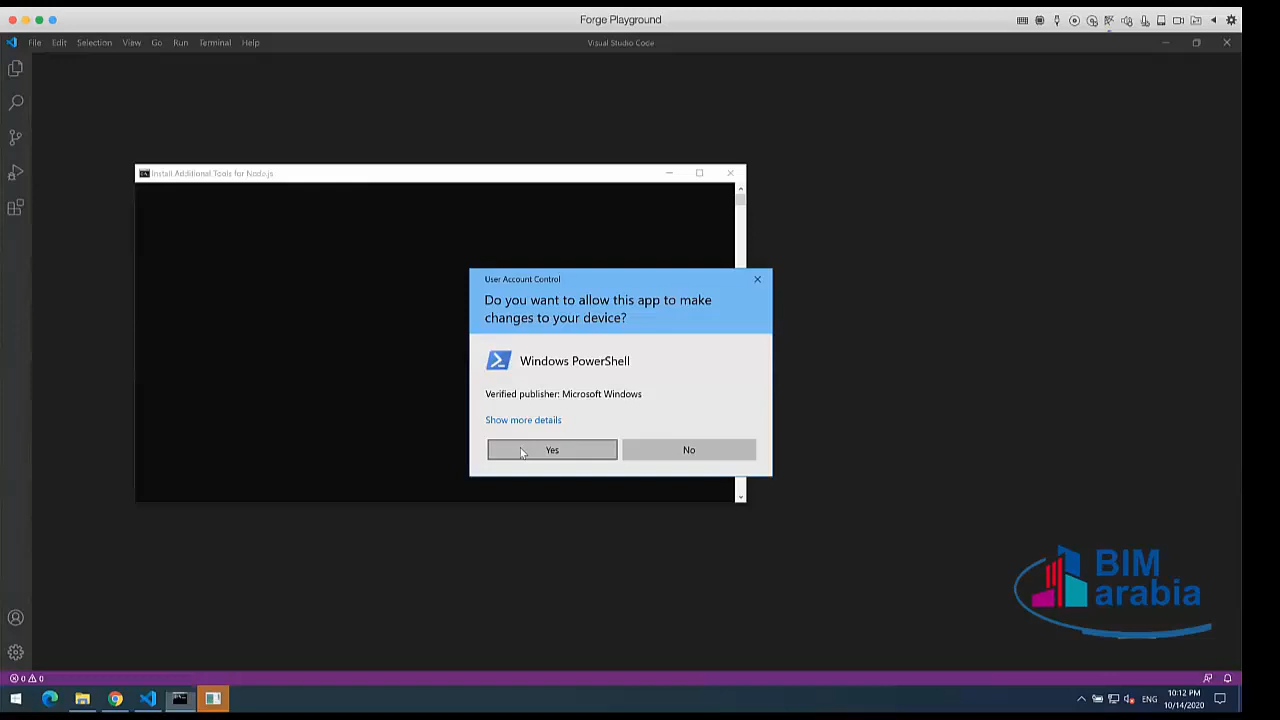 Forge Playground
File Edit Selection View Go Run Terminal Help
Visual Studio Code
Install Additional Tools for Node.js
User Account Control
Do you want to allow this app to make
changes to your device?
Windows PowerShell
Verified publisher: Microsoft Windows
Show more details
Yes No
BIM
arabia
0 0
ENG
10:12 PM
10/14/2020